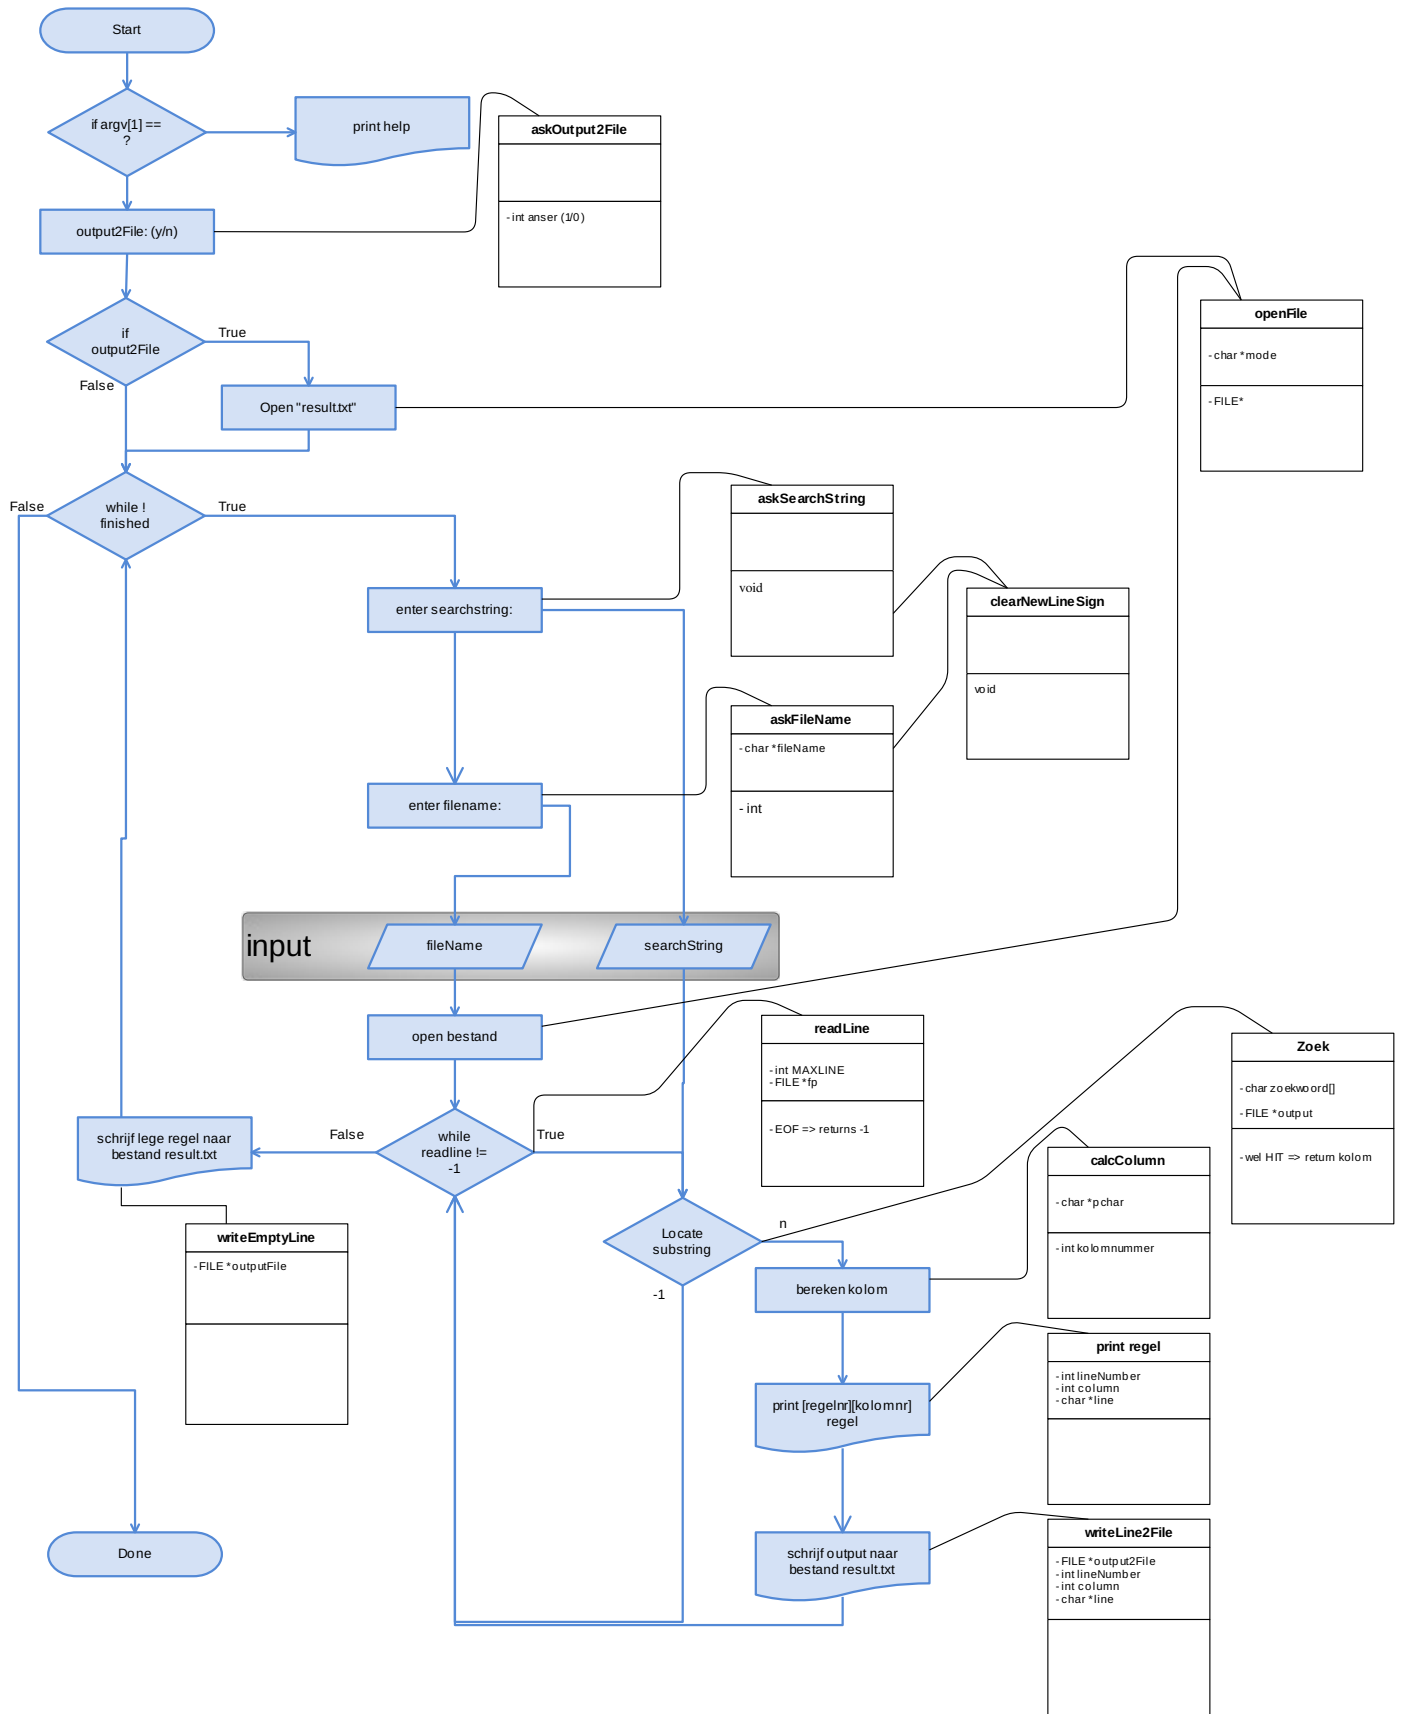 Start
if argv[1] ==
?
print help
askOutput2File
- int anser (1/0)
output2File: (y/n)
if
output2File
True
False
Open "result.txt"
openFile
- char *mode
- FILE*
while !
finished
False
True
askSearchString
void
enter searchstring:
clearNewLineSign
void
askFileName
- char *fileName
- int
enter filename:
input
fileName
searchString
open bestand
readLine
- int MAXLINE
- FILE *fp
- EOF => returns -1
Zoek
- char zoekwoord[]
- FILE *output
- wel HIT => return kolom
while
readline !=
-1
False
True
schrijf lege regel naar
bestand result.txt
calcColumn
- char *pchar
- int kolomnummer
writeEmptyLine
- FILE *outputFile
Locate
substring
n
-1
bereken kolom
print regel
- int lineNumber
- int column
- char *line
print [regelnr][kolomnr]
regel
writeLine2File
- FILE *output2File
- int lineNumber
- int column
- char *line
schrijf output naar
bestand result.txt
Done